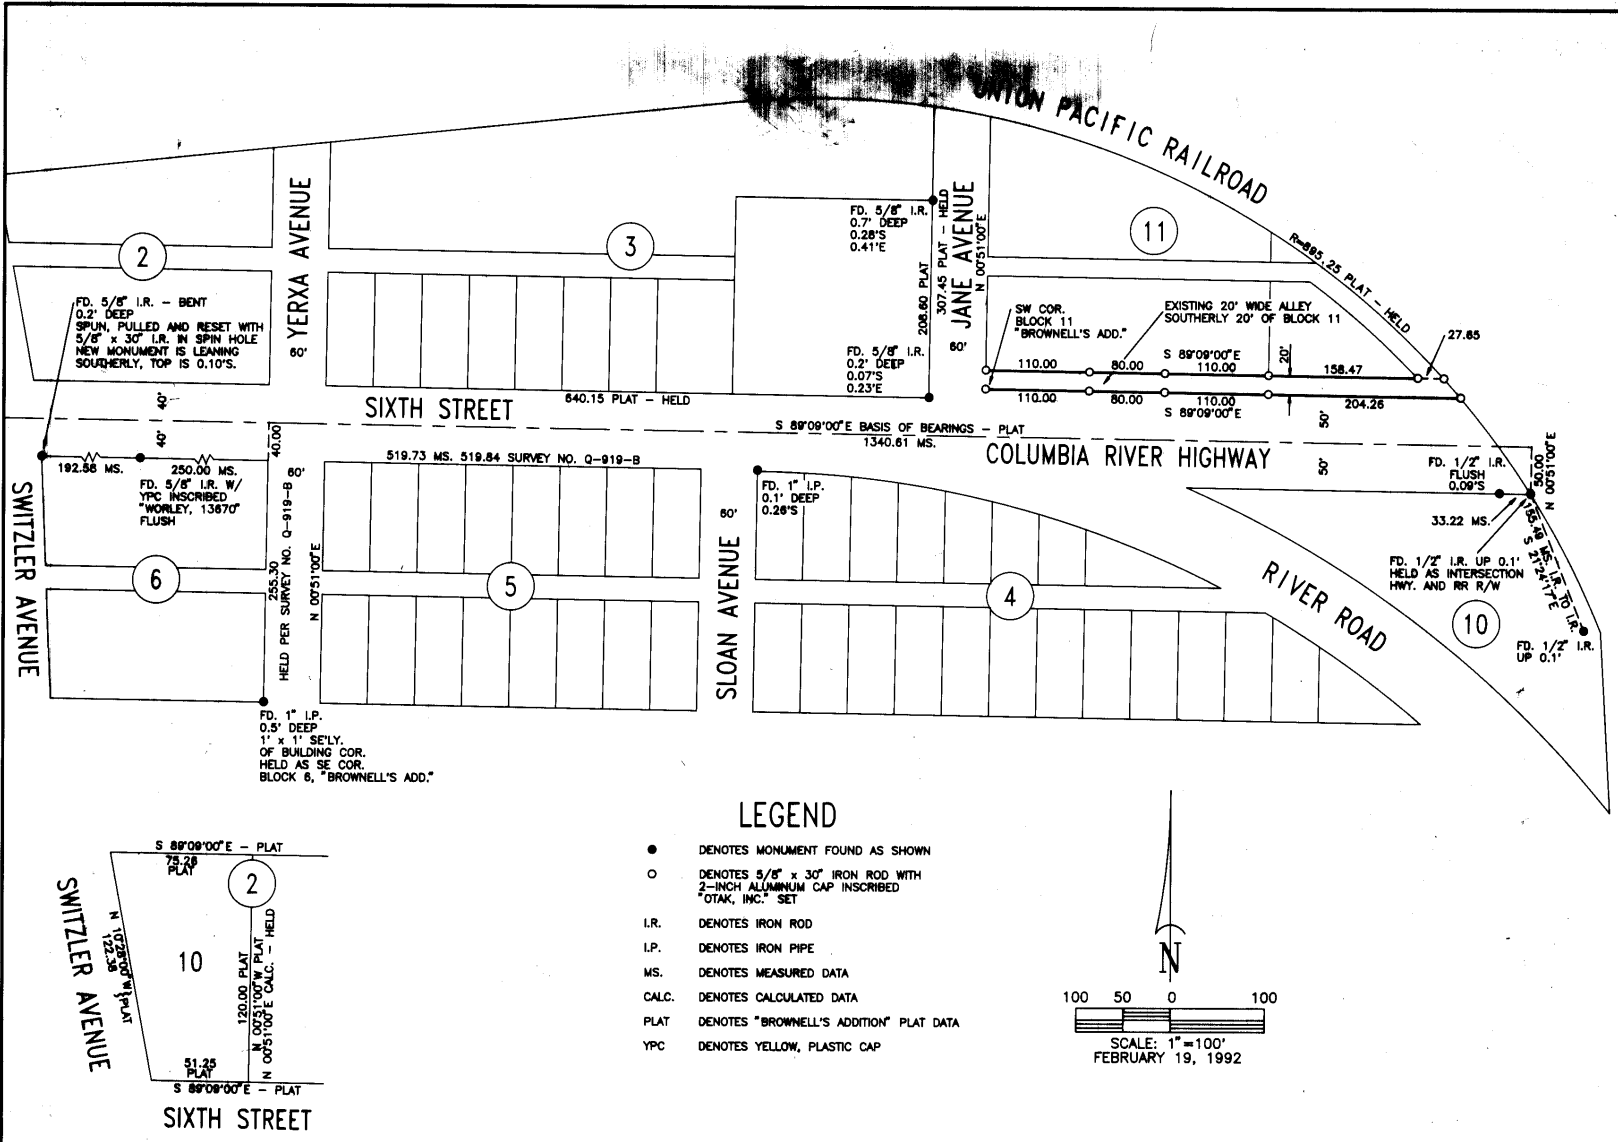 UNION PACIFIC RAILROAD
YERXA AVENUE
60'
2
3
11
FD. 5/8" I.R.
0.7' DEEP
0.28'S
0.41'E
208.60 PLAT
307.45 PLAT - HELD
JANE AVENUE
N 00°51'00"E
60'
R=895.25 PLAT - HELD
FD. 5/8" I.R. - BENT
0.2' DEEP
SPUN, PULLED AND RESET WITH
5/8" x 30" I.R. IN SPIN HOLE
NEW MONUMENT IS LEANING
SOUTHERLY, TOP IS 0.10'S.
SW COR.
BLOCK 11
"BROWNELL'S ADD."
EXISTING 20' WIDE ALLEY
SOUTHERLY 20' OF BLOCK 11
27.65
FD. 5/8" I.R.
0.2' DEEP
0.07'S
0.23'E
S 89°09'00"E
110.00
80.00
110.00
20'
158.47
110.00
80.00
110.00
204.26
S 89°09'00"E
40'
SIXTH STREET
640.15 PLAT - HELD
50'
40'
40.00
S 89°09'00"E BASIS OF BEARINGS - PLAT
1340.61 MS.
COLUMBIA RIVER HIGHWAY
50'
50.00
N 00°51'00"E
192.58 MS.
250.00 MS.
60'
519.73 MS. 519.84 SURVEY NO. Q-919-B
FD. 5/8" I.R. W/
YPC INSCRIBED
"WORLEY, 13670"
FLUSH
FD. 1" I.P.
0.1' DEEP
0.26'S
60'
FD. 1/2" I.R.
FLUSH
0.09'S
33.22 MS.
155.49 MS. I.R. TO I.R.
S 21°24'17"E
SWITZLER AVENUE
6
255.30
HELD PER SURVEY NO. Q-919-B
N 00°51'00"E
5
SLOAN AVENUE
4
RIVER ROAD
FD. 1/2" I.R. UP 0.1'
HELD AS INTERSECTION
HWY. AND RR R/W
10
FD. 1/2" I.R.
UP 0.1'
FD. 1" I.P.
0.5' DEEP
1' x 1' SE'LY.
OF BUILDING COR.
HELD AS SE COR.
BLOCK 6, "BROWNELL'S ADD."
S 89°09'00"E - PLAT
75.26
PLAT
2
SWITZLER AVENUE
N 10°28'00"W
122.38
PLAT
10
120.00 PLAT
N 00°51'00"W PLAT
N 00°51'00"E CALC. - HELD
51.25
PLAT
S 89°09'00"E - PLAT
SIXTH STREET
LEGEND
DENOTES MONUMENT FOUND AS SHOWN
DENOTES 5/8" x 30" IRON ROD WITH
2-INCH ALUMINUM CAP INSCRIBED
"OTAK, INC." SET
I.R. DENOTES IRON ROD
I.P. DENOTES IRON PIPE
MS. DENOTES MEASURED DATA
CALC. DENOTES CALCULATED DATA
PLAT DENOTES "BROWNELL'S ADDITION" PLAT DATA
YPC DENOTES YELLOW, PLASTIC CAP
N
100 50 0 100
SCALE: 1"=100'
FEBRUARY 19, 1992